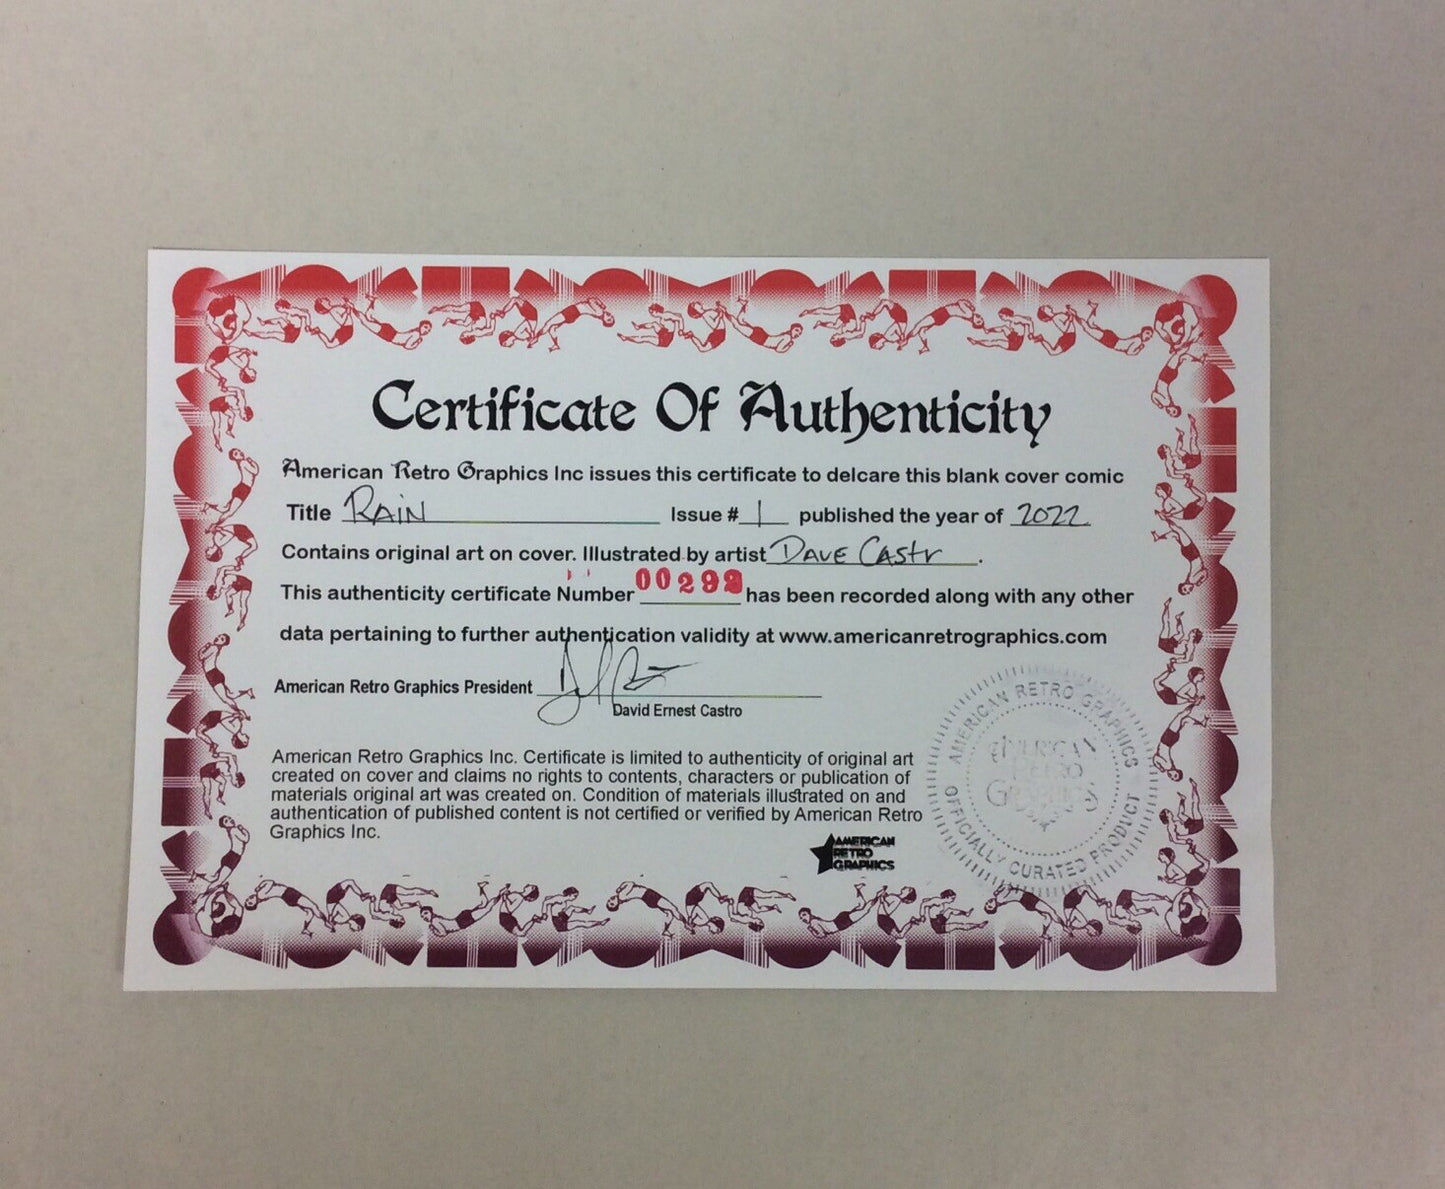 Certificate Of Authenticity
American Retro Graphics Inc issues this certificate to delcare this blank cover comic
Title RAIN Issue # 1 published the year of 2022
Contains original art on cover. Illustrated by artist DAVE CASTr.
This authenticity certificate Number has been recorded along with any other
data pertaining to further authentication validity at www.americanretrographics.com
American Retro Graphics President
David Ernest Castro
American Retro Graphics Inc. Certificate is limited to authenticity of original art
created on cover and claims no rights to contents, characters or publication of
materials original art was created on. Condition of materials illustrated on and
authentication of published content is not certified or verified by American Retro
Graphics Inc.
AMERICAN
RETRO
GRAPHICS
AMERICAN RETRO GRAPHICS
OFFICIALLY CURATED PRODUCT
AMERICAN
RETRO
GRAPHICS